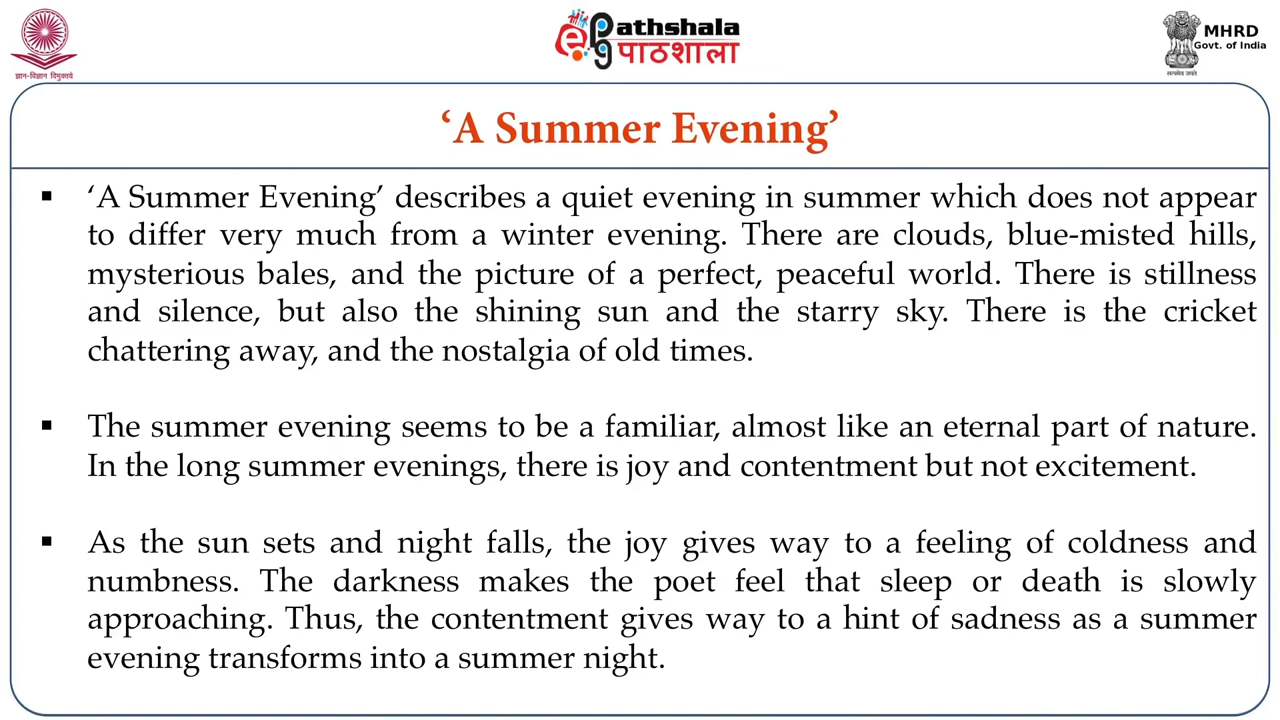 ज्ञान-विज्ञान विमुक्तये
ePathshala
पाठशाला
MHRD
Govt. of India
सत्यमेव जयते
‘A Summer Evening’
▪ ‘A Summer Evening’ describes a quiet evening in summer which does not appear
to differ very much from a winter evening. There are clouds, blue-misted hills,
mysterious bales, and the picture of a perfect, peaceful world. There is stillness
and silence, but also the shining sun and the starry sky. There is the cricket
chattering away, and the nostalgia of old times.
▪ The summer evening seems to be a familiar, almost like an eternal part of nature.
In the long summer evenings, there is joy and contentment but not excitement.
▪ As the sun sets and night falls, the joy gives way to a feeling of coldness and
numbness. The darkness makes the poet feel that sleep or death is slowly
approaching. Thus, the contentment gives way to a hint of sadness as a summer
evening transforms into a summer night.